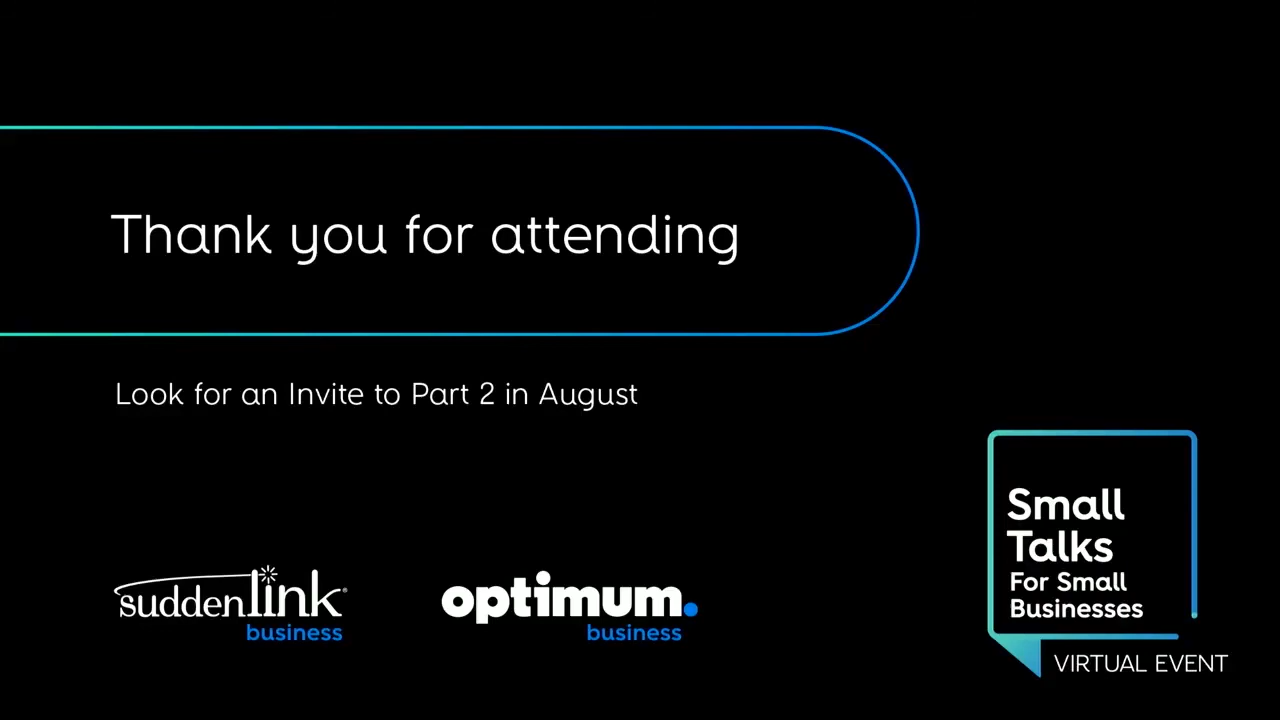 Thank you for attending
Look for an Invite to Part 2 in August
suddenlink®
business
optimum.
business
Small
Talks
For Small
Businesses
VIRTUAL EVENT